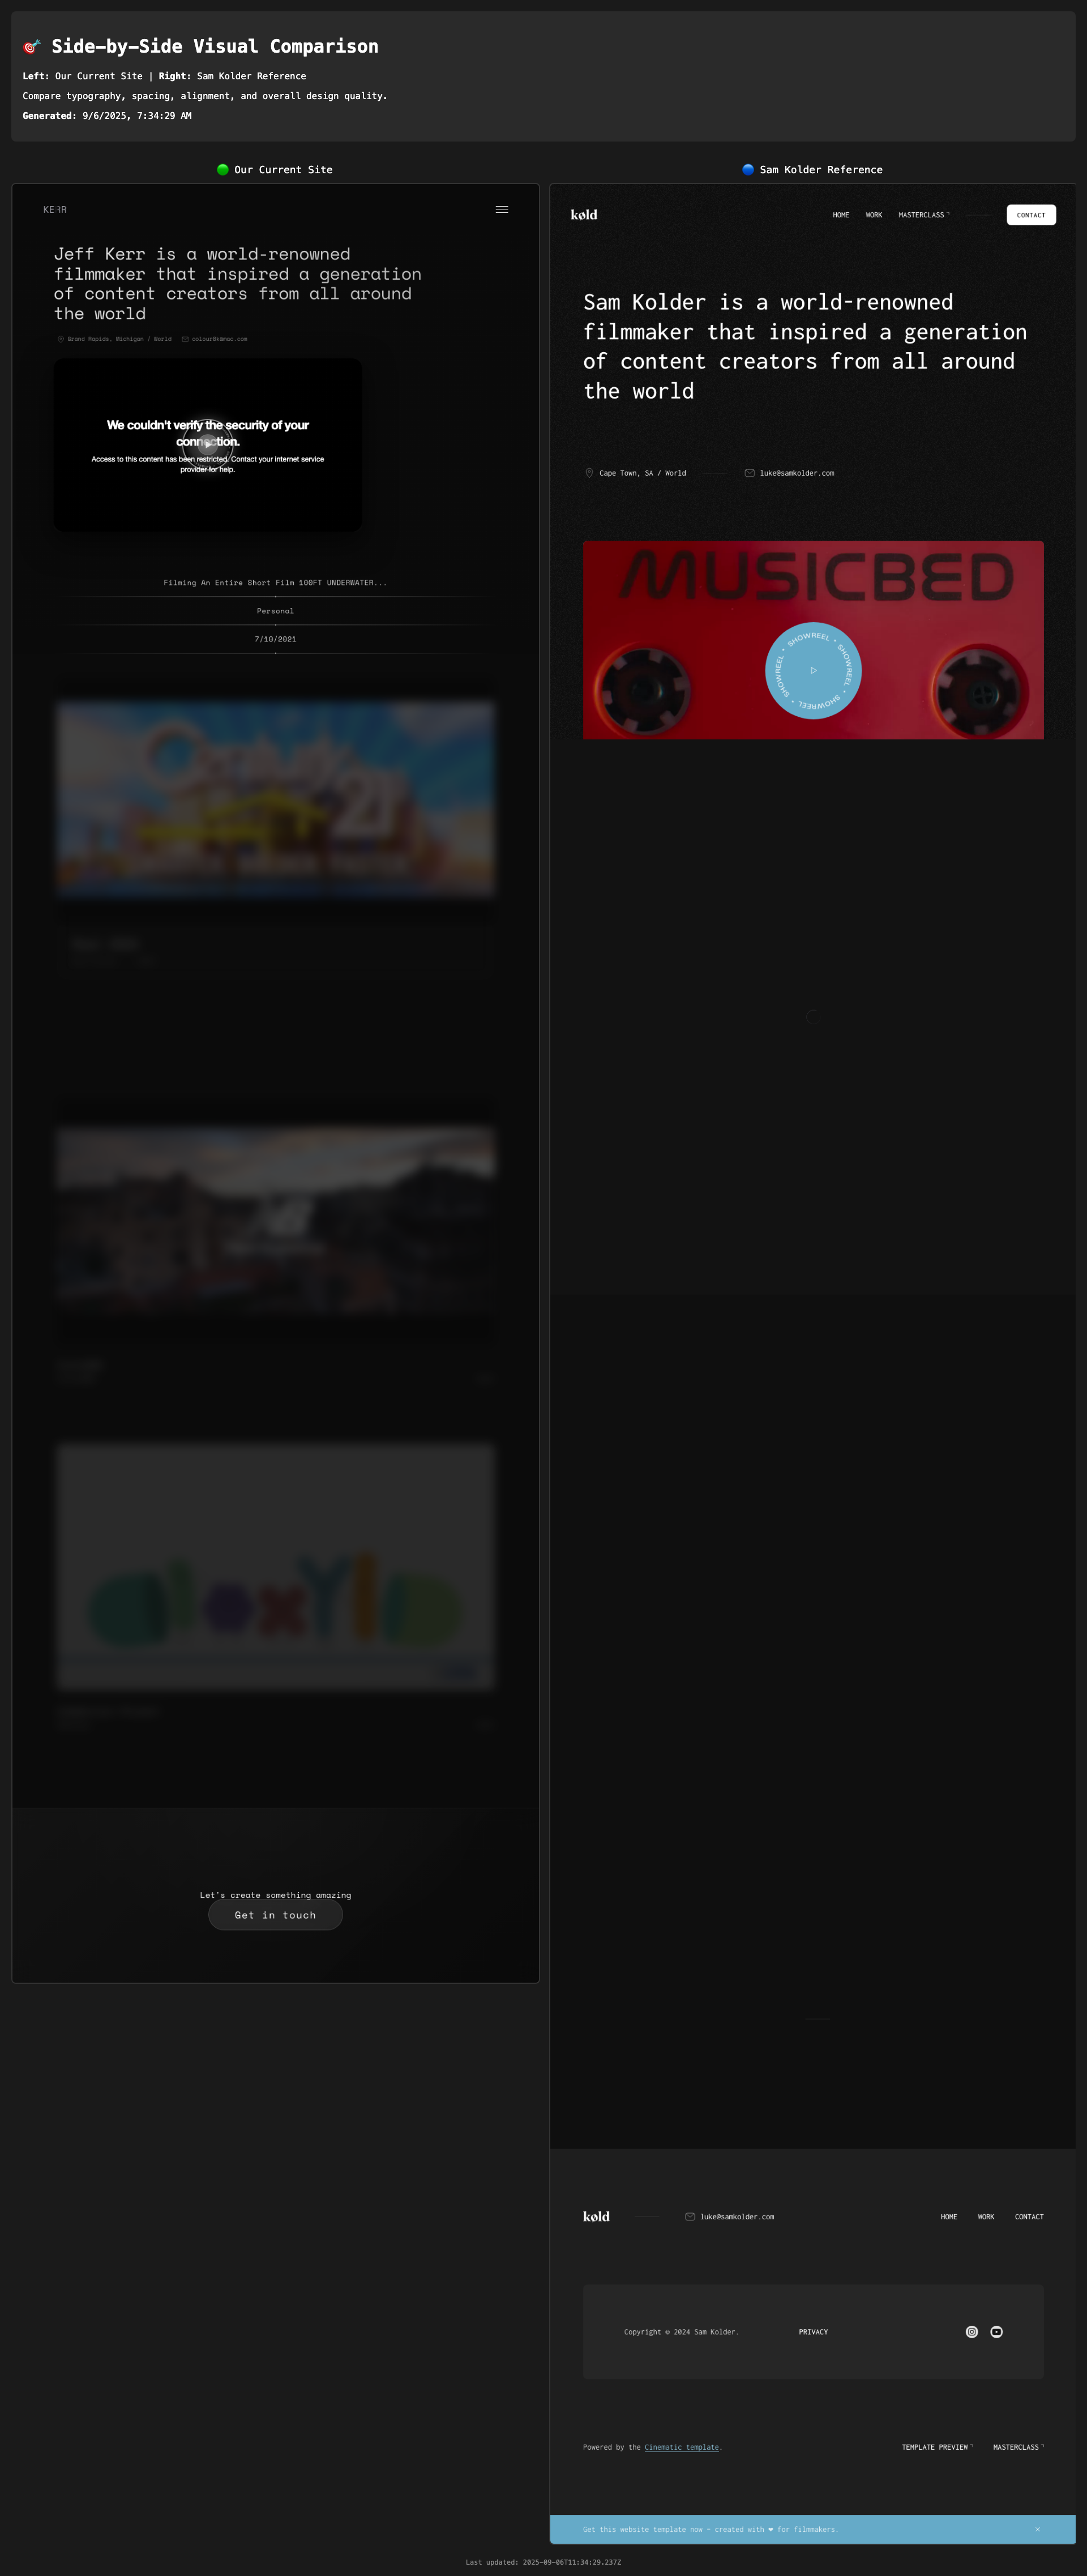 🎯 Side-by-Side Visual Comparison
Left: Our Current Site | Right: Sam Kolder Reference
Compare typography, spacing, alignment, and overall design quality.
Generated: 9/6/2025, 7:34:29 AM
🟢 Our Current Site
KERR
Jeff Kerr is a world-renowned
filmmaker that inspired a generation
of content creators from all around
the world
Grand Rapids, Michigan / World
colour8k@mac.com
We couldn't verify the security of your
connection.
Access to this content has been restricted. Contact your internet service
provider for help.
Filming An Entire Short Film 100FT UNDERWATER...
Personal
7/10/2021
Let's create something amazing
Get in touch
🔵 Sam Kolder Reference
køld
HOME WORK MASTERCLASS
CONTACT
Sam Kolder is a world-renowned
filmmaker that inspired a generation
of content creators from all around
the world
Cape Town, SA / World
luke@samkolder.com
MUSICBED
SHOWREEL • SHOWREEL • SHOWREEL • SHOWREEL •
køld
luke@samkolder.com
HOME WORK CONTACT
Copyright © 2024 Sam Kolder.
PRIVACY
Powered by the Cinematic template.
TEMPLATE PREVIEW MASTERCLASS
Get this website template now – created with ❤ for filmmakers.
×
Last updated: 2025-09-06T11:34:29.237Z